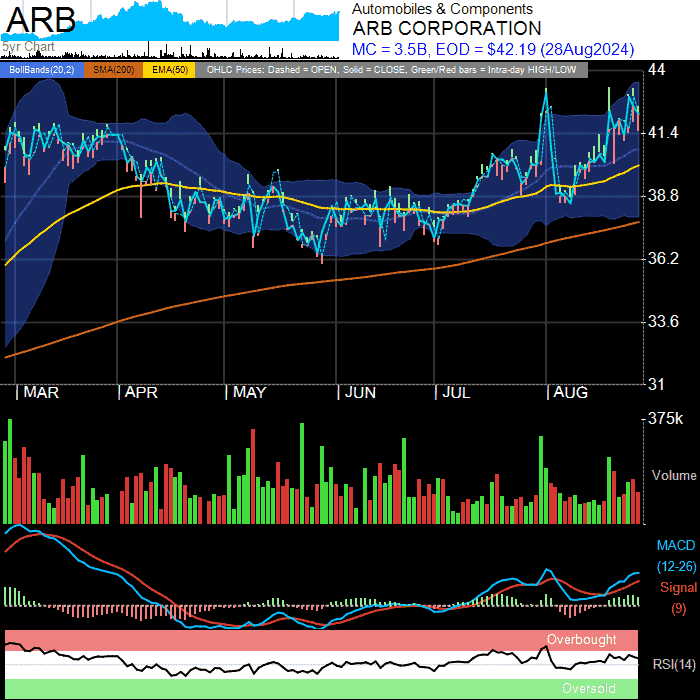 ARB
5yr Chart
Automobiles & Components
ARB CORPORATION
MC = 3.5B, EOD = $42.19 (28Aug2024)
BollBands(20,2) SMA(200) EMA(50) OHLC Prices: Dashed = OPEN, Solid = CLOSE, Green/Red bars = Intra-day HIGH/LOW
44
41.4
38.8
36.2
33.6
31
| MAR | APR | MAY | JUN | JUL | AUG
375k
Volume
MACD
(12-26)
Signal
(9)
Overbought
RSI(14)
Oversold